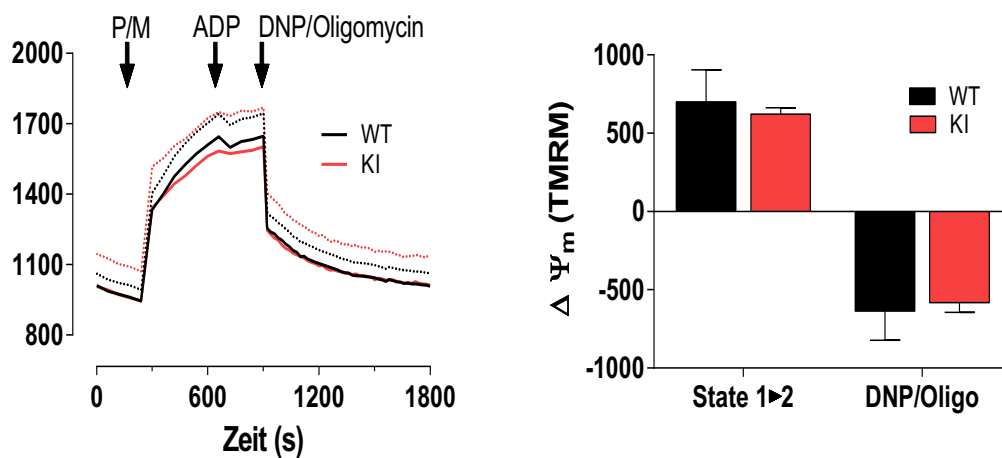 P/M ADP DNP/Oligomycin
2000
1700
1400
1100
800
WT
KI
0 600 1200 1800
Zeit (s)
Δ Ψm (TMRM)
1000
500
0
-500
-1000
WT
KI
State 1▸2 DNP/Oligo